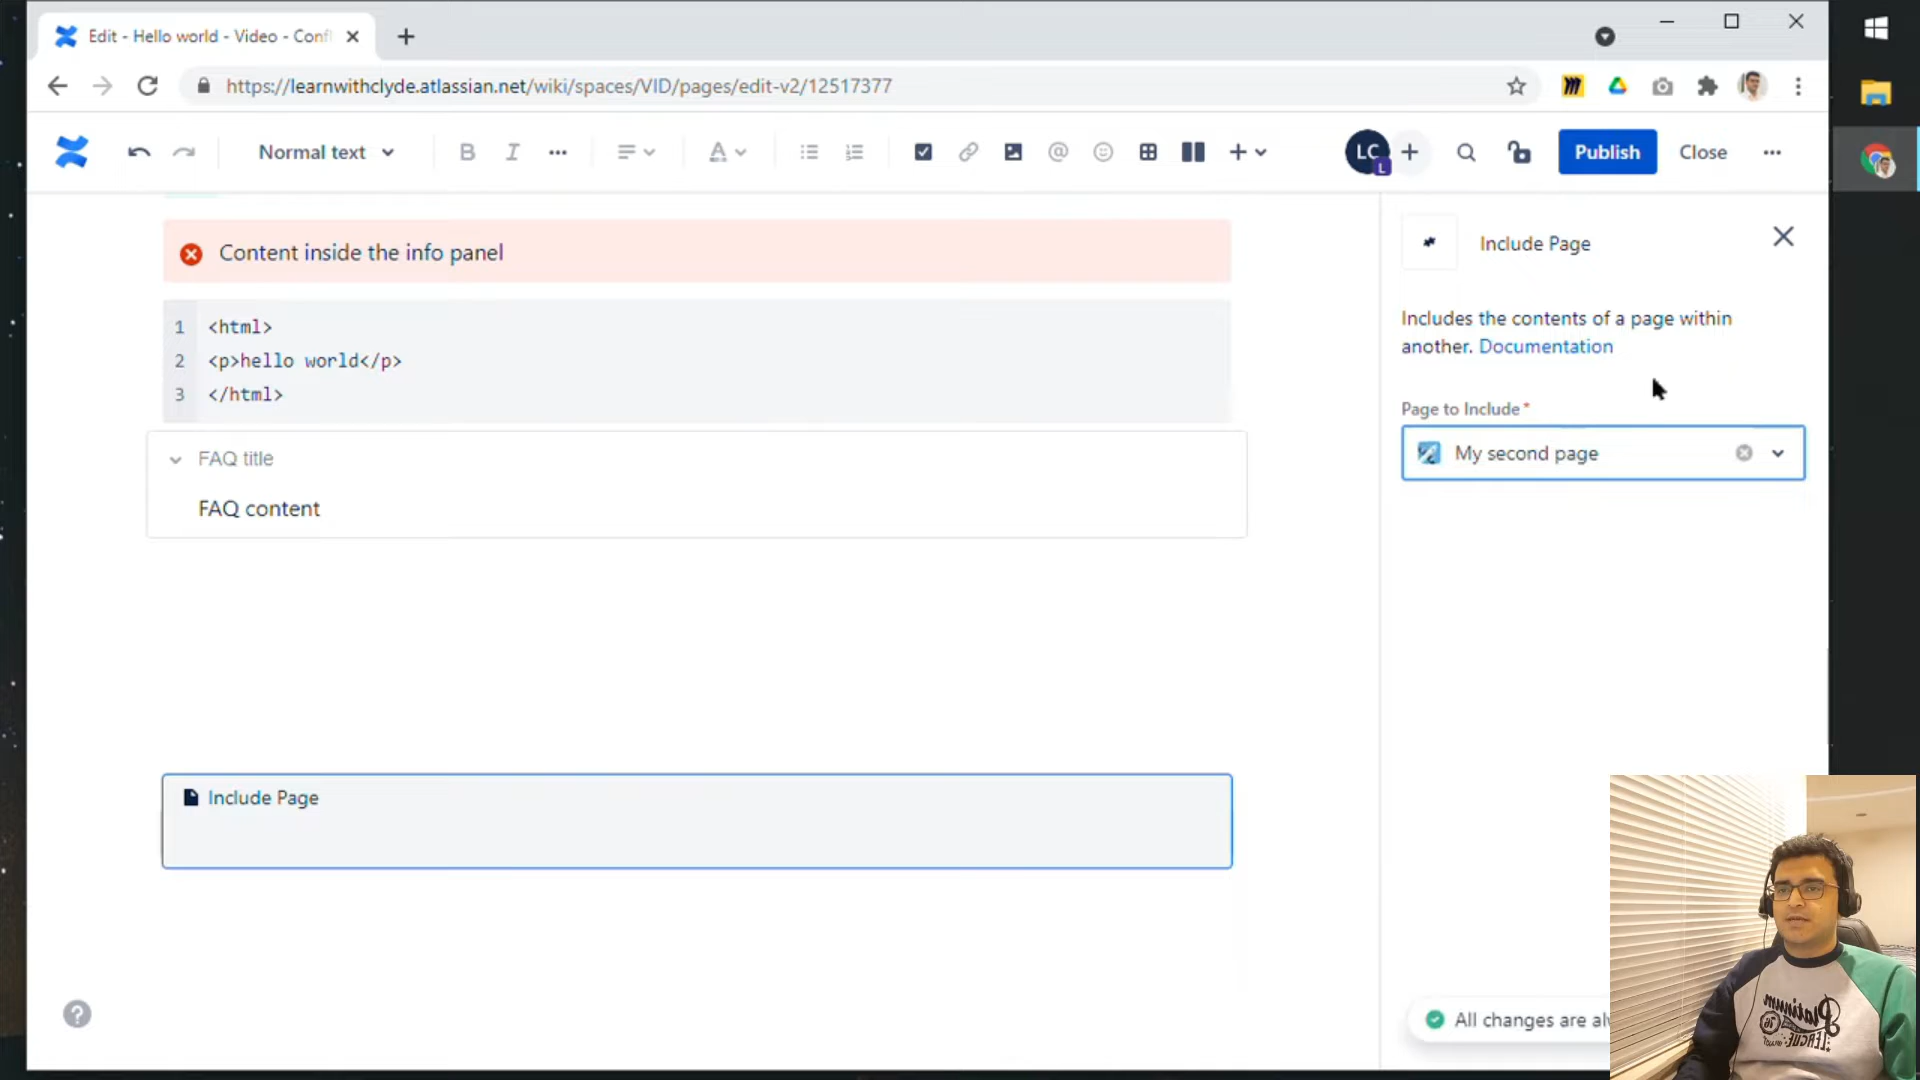 Edit - Hello world - Video - Conf
https://learnwithclyde.atlassian.net/wiki/spaces/VID/pages/edit-v2/12517377
Normal text
B
I
A
@
LC
L
Publish
Close
Content inside the info panel
1 <html>
2 <p>hello world</p>
3 </html>
FAQ title
FAQ content
Include Page
Include Page
Includes the contents of a page within
another. Documentation
Page to Include*
My second page
All changes are al
Platinum
76
LEAGUE